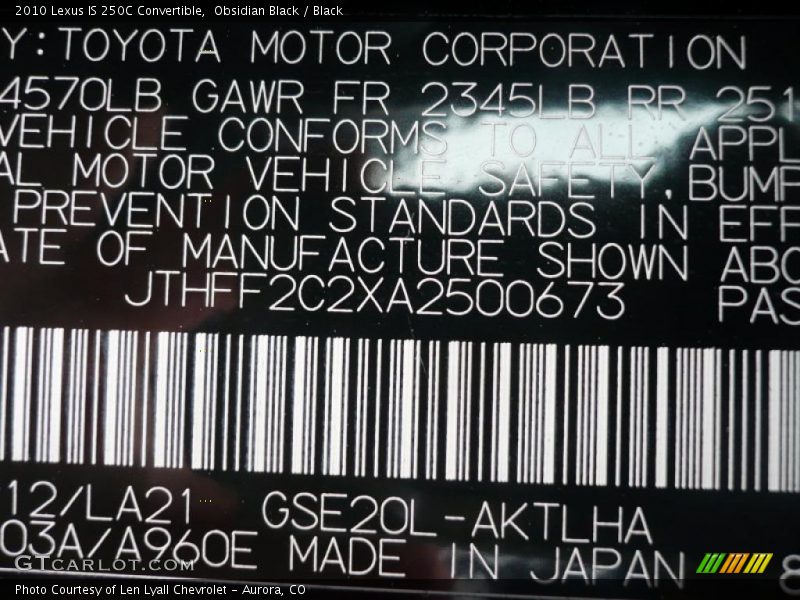 2010 Lexus IS 250C Convertible, Obsidian Black / Black
Y:TOYOTA MOTOR CORPORATION
4570LB GAWR FR 2345LB RR 251
VEHICLE CONFORMS TO ALL APPL
AL MOTOR VEHICLE SAFETY,BUMP
PREVENTION STANDARDS IN EFF
ATE OF MANUFACTURE SHOWN ABO
JTHFF2C2XA2500673 PAS
12/LA21 GSE20L-AKTLHA
03A/A960E MADE IN JAPAN 8
GTCARLOT.COM
Photo Courtesy of Len Lyall Chevrolet - Aurora, CO